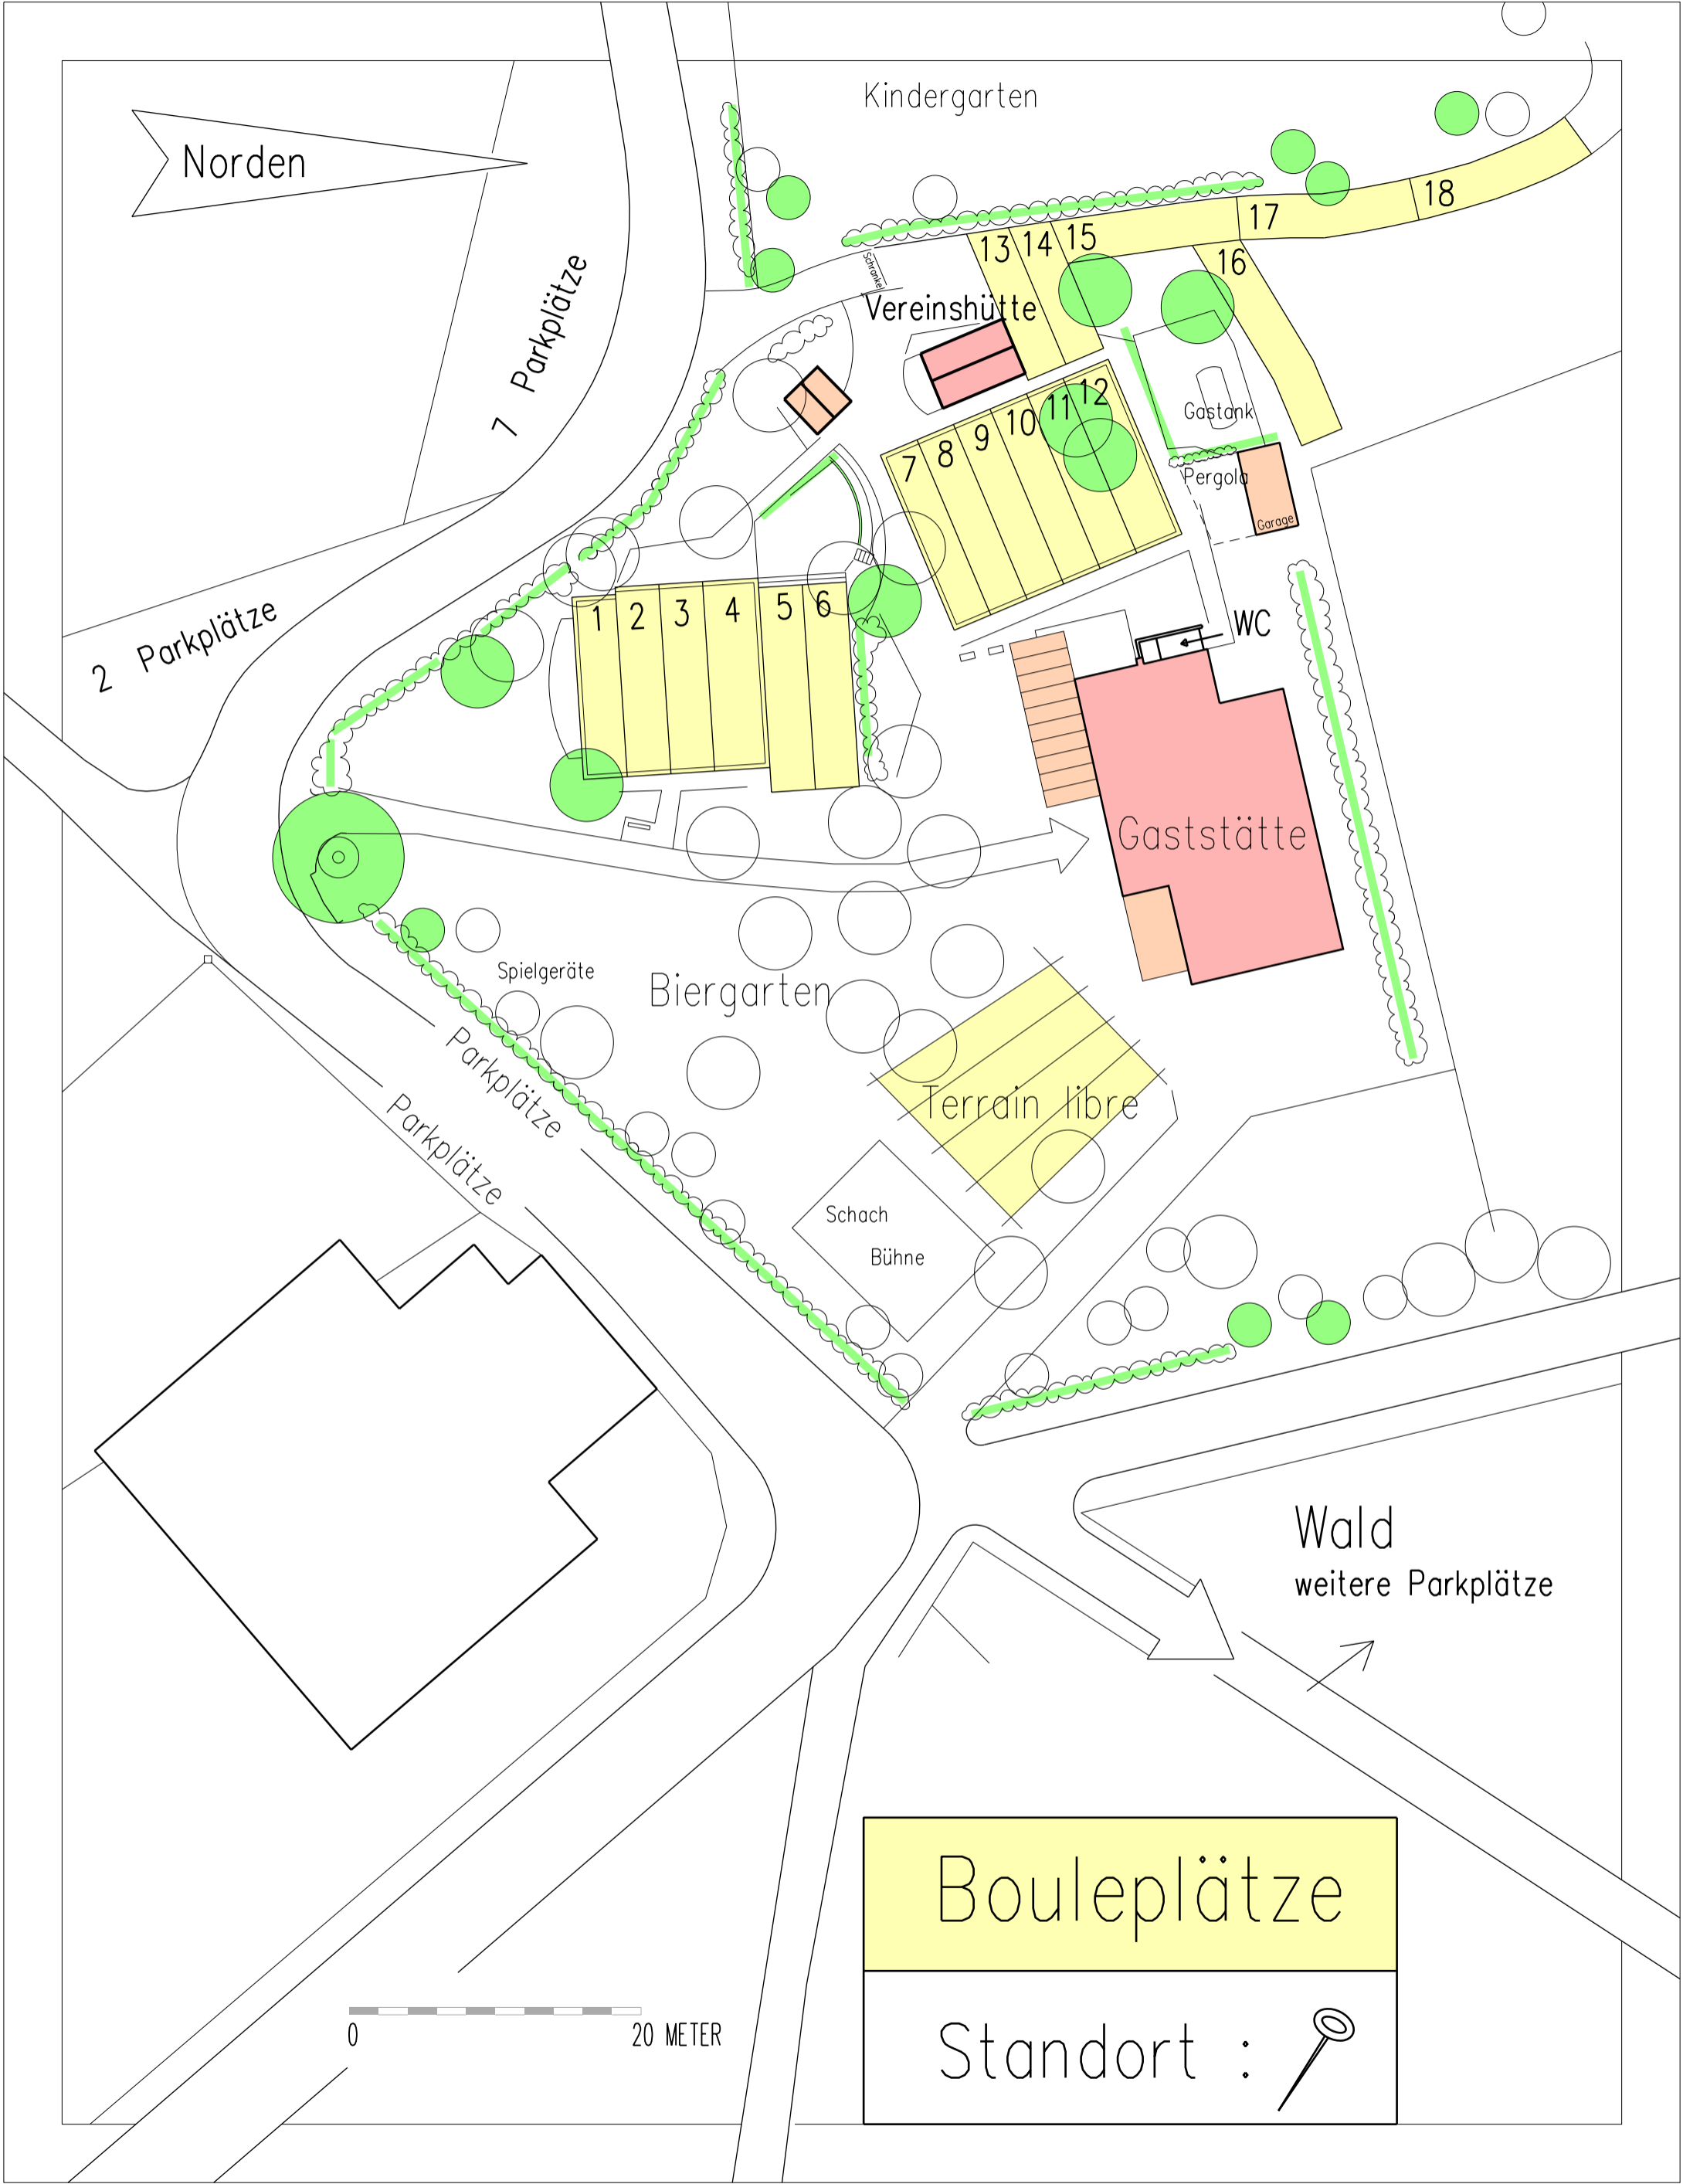 Kindergarten
Norden
18
17
13
14
15
16
Schranke
Vereinshütte
7 Parkplätze
Gastank
12
11
10
9
8
7
Pergola
Garage
2 Parkplätze
1
2
3
4
5
6
WC
Gaststätte
Spielgeräte
Biergarten
Parkplätze
Parkplätze
Terrain libre
Schach
Bühne
Wald
weitere Parkplätze
Bouleplätze
0
20 METER
Standort :